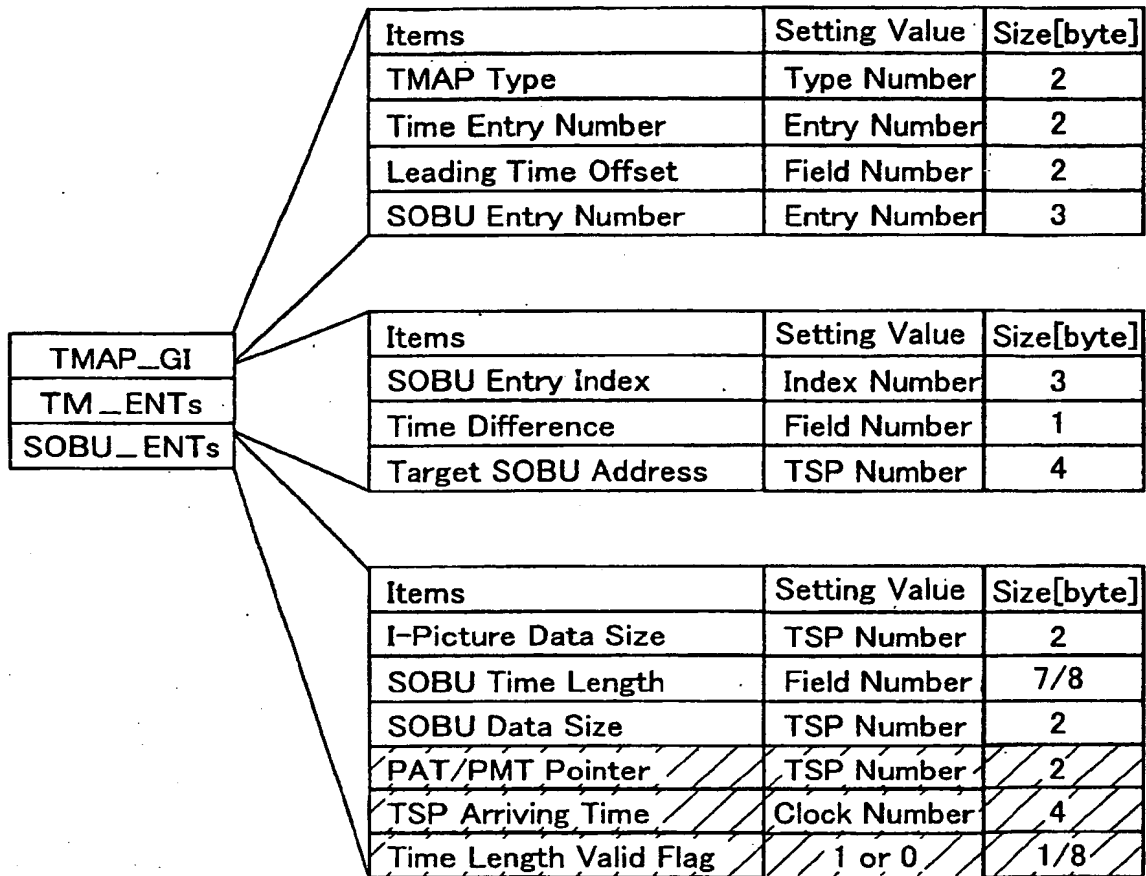 Items Setting Value Size[byte]
TMAP Type Type Number 2
Time Entry Number Entry Number 2
Leading Time Offset Field Number 2
SOBU Entry Number Entry Number 3
TMAP_GI
TM_ENTs
SOBU_ENTs
Items Setting Value Size[byte]
SOBU Entry Index Index Number 3
Time Difference Field Number 1
Target SOBU Address TSP Number 4
Items Setting Value Size[byte]
I-Picture Data Size TSP Number 2
SOBU Time Length Field Number 7/8
SOBU Data Size TSP Number 2
PAT/PMT Pointer TSP Number 2
TSP Arriving Time Clock Number 4
Time Length Valid Flag 1 or 0 1/8